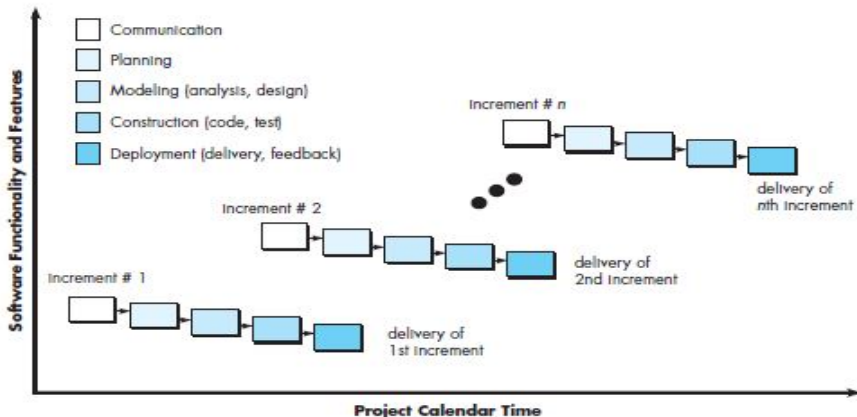 Communication
Planning
Modeling (analysis, design)
Construction (code, test)
Deployment (delivery, feedback)
Increment # n
delivery of
nth increment
Increment # 2
delivery of
2nd increment
Increment # 1
delivery of
1st increment
Software Functionality and Features
Project Calendar Time